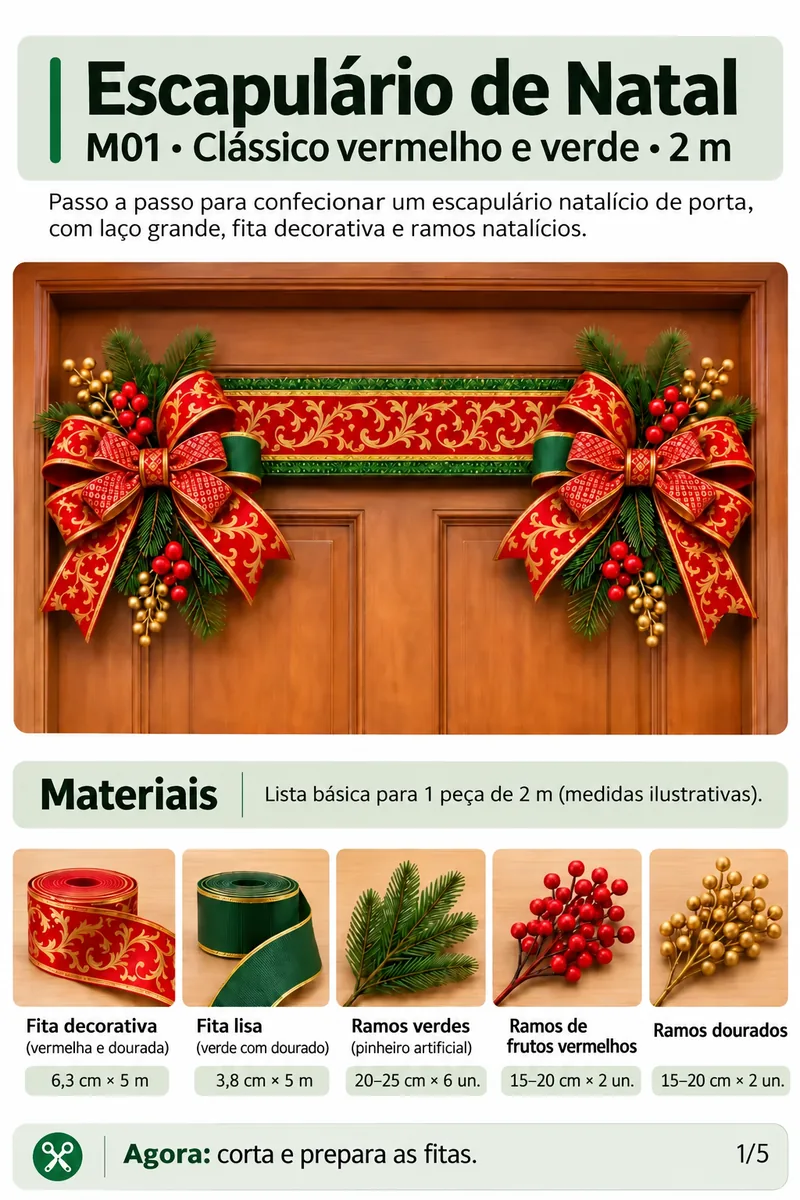 Escapulário de Natal
M01 • Clássico vermelho e verde • 2 m
Passo a passo para confecionar um escapulário natalício de porta,
com laço grande, fita decorativa e ramos natalícios.
Materiais
Lista básica para 1 peça de 2 m (medidas ilustrativas).
Fita decorativa
(vermelha e dourada)
6,3 cm × 5 m
Fita lisa
(verde com dourado)
3,8 cm × 5 m
Ramos verdes
(pinheiro artificial)
20–25 cm × 6 un.
Ramos de
frutos vermelhos
15–20 cm × 2 un.
Ramos dourados
15–20 cm × 2 un.
Agora: corta e prepara as fitas.
1/5